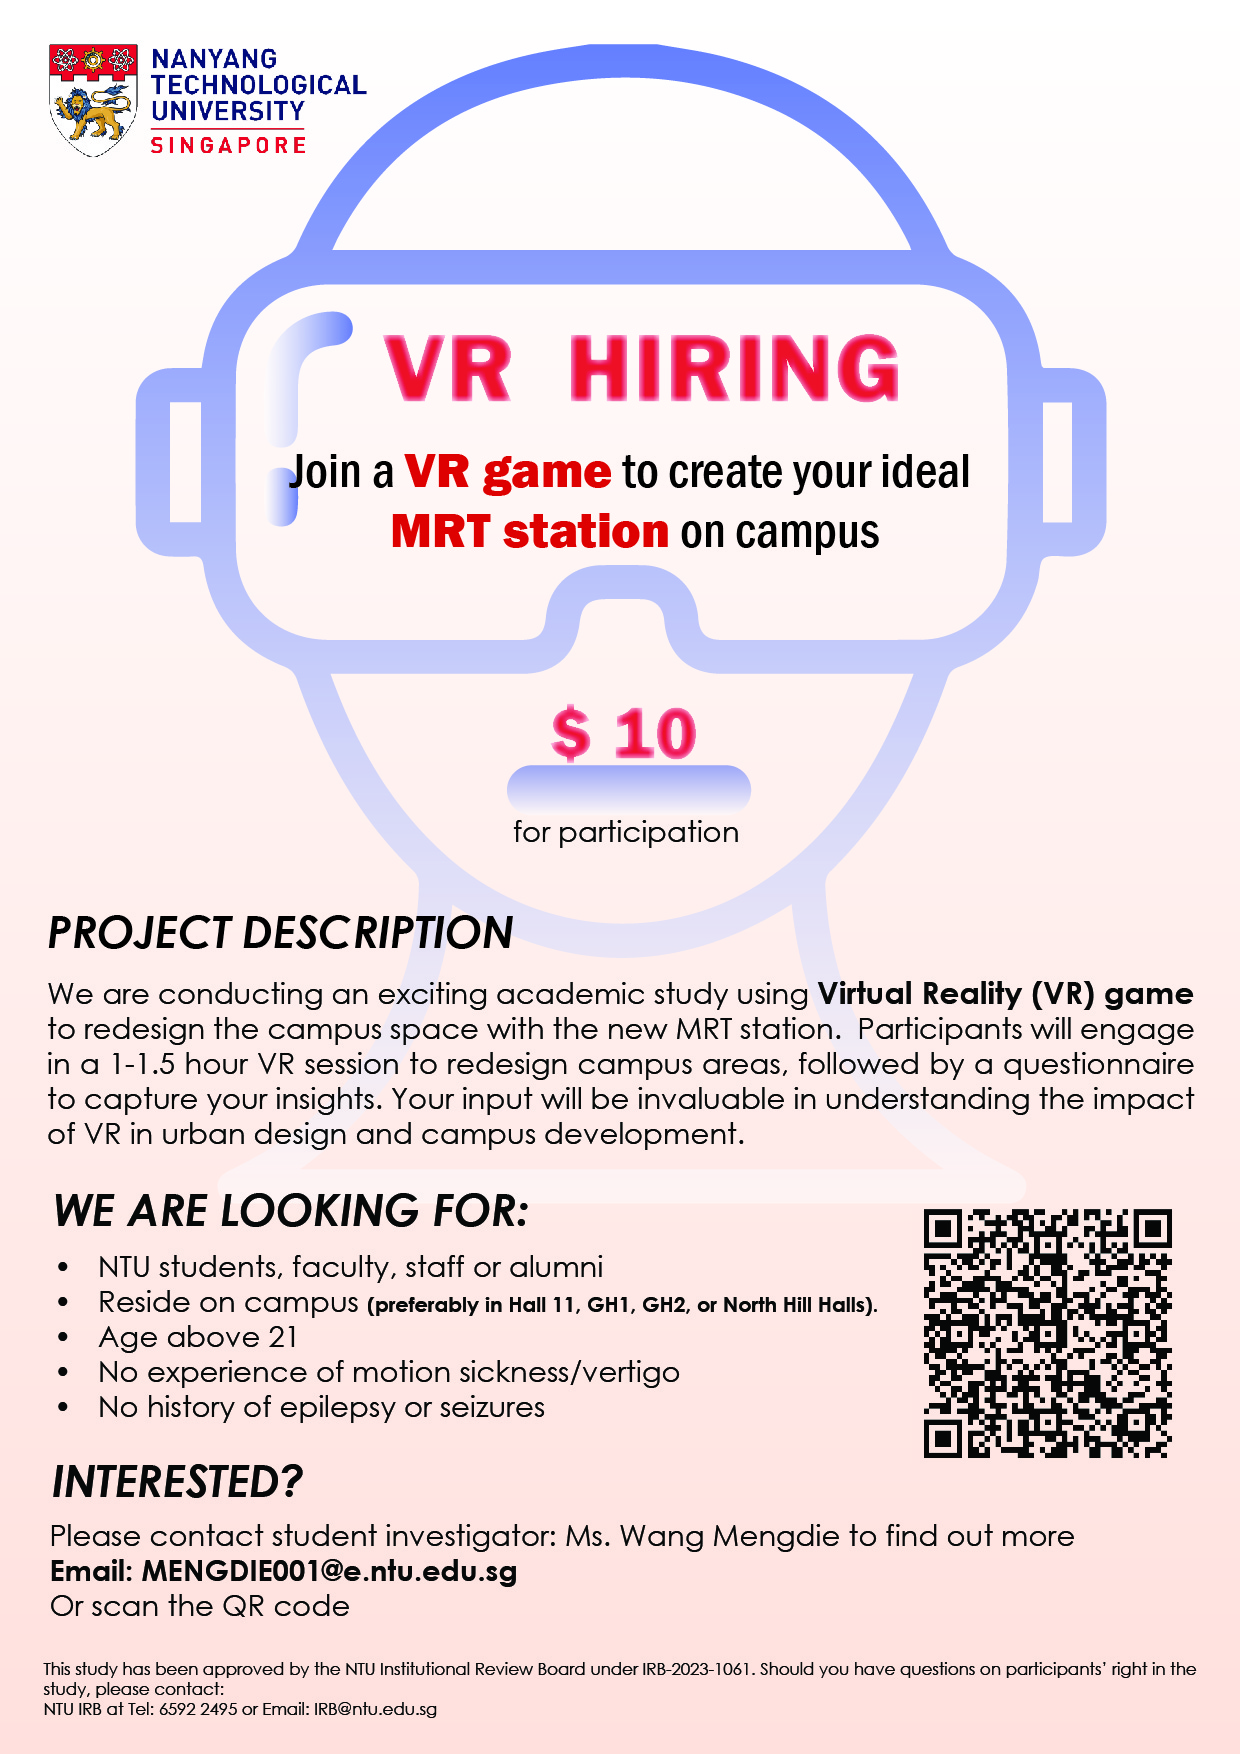 NANYANG
TECHNOLOGICAL
UNIVERSITY
SINGAPORE
VR HIRING
Join a VR game to create your ideal
MRT station on campus
$ 10
for participation
PROJECT DESCRIPTION
We are conducting an exciting academic study using Virtual Reality (VR) game
to redesign the campus space with the new MRT station. Participants will engage
in a 1-1.5 hour VR session to redesign campus areas, followed by a questionnaire
to capture your insights. Your input will be invaluable in understanding the impact
of VR in urban design and campus development.
WE ARE LOOKING FOR:
• NTU students, faculty, staff or alumni
• Reside on campus (preferably in Hall 11, GH1, GH2, or North Hill Halls).
• Age above 21
• No experience of motion sickness/vertigo
• No history of epilepsy or seizures
INTERESTED?
Please contact student investigator: Ms. Wang Mengdie to find out more
Email: MENGDIE001@e.ntu.edu.sg
Or scan the QR code
This study has been approved by the NTU Institutional Review Board under IRB-2023-1061. Should you have questions on participants’ right in the
study, please contact:
NTU IRB at Tel: 6592 2495 or Email: IRB@ntu.edu.sg